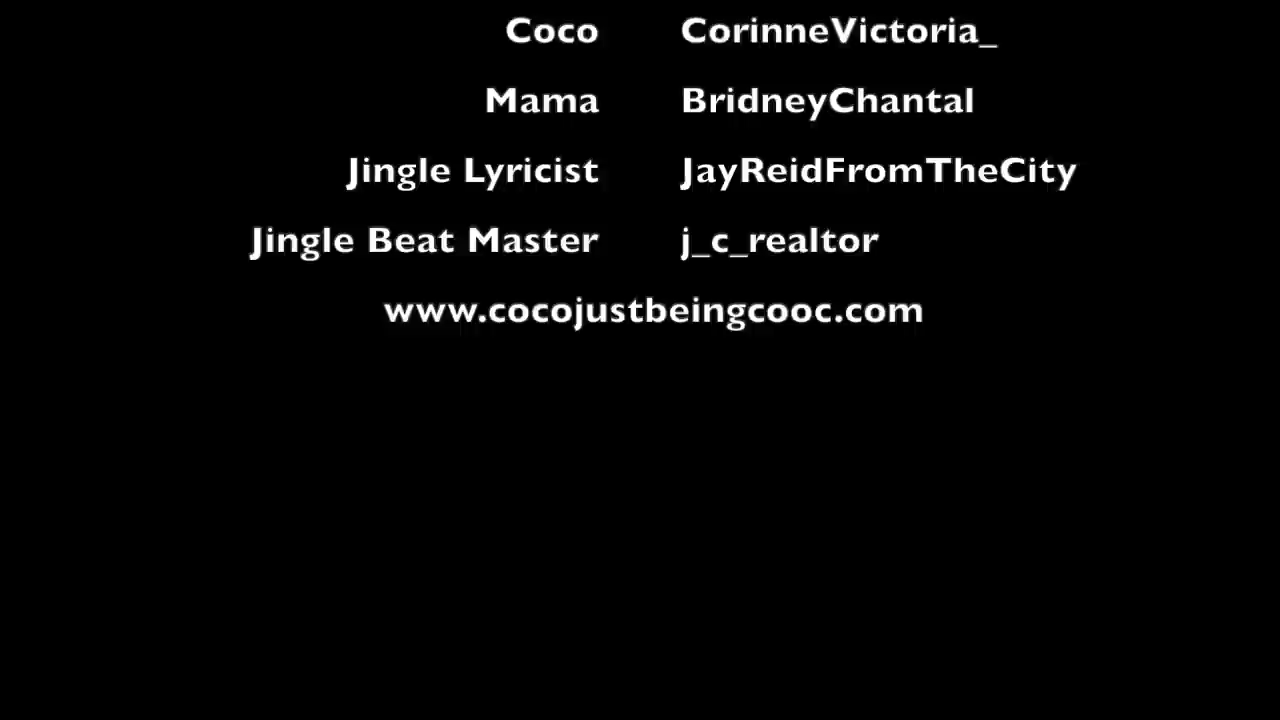 Coco CorinneVictoria_
Mama BridneyChantal
Jingle Lyricist JayReidFromTheCity
Jingle Beat Master j_c_realtor
www.cocojustbeingcooc.com